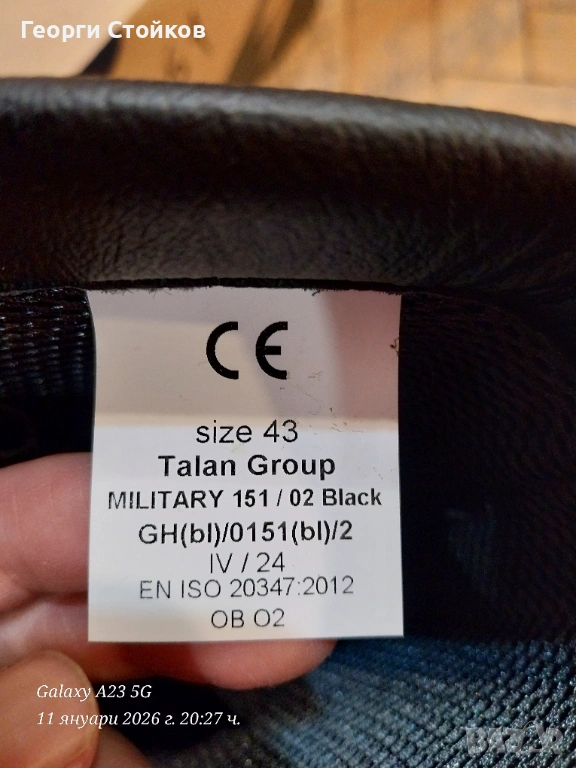 Георги Стойков
CE
size 43
Talan Group
MILITARY 151 / 02 Black
GH(bl)/0151(bl)/2
IV / 24
EN ISO 20347:2012
OB O2
Galaxy A23 5G
11 януари 2026 г. 20:27 ч.